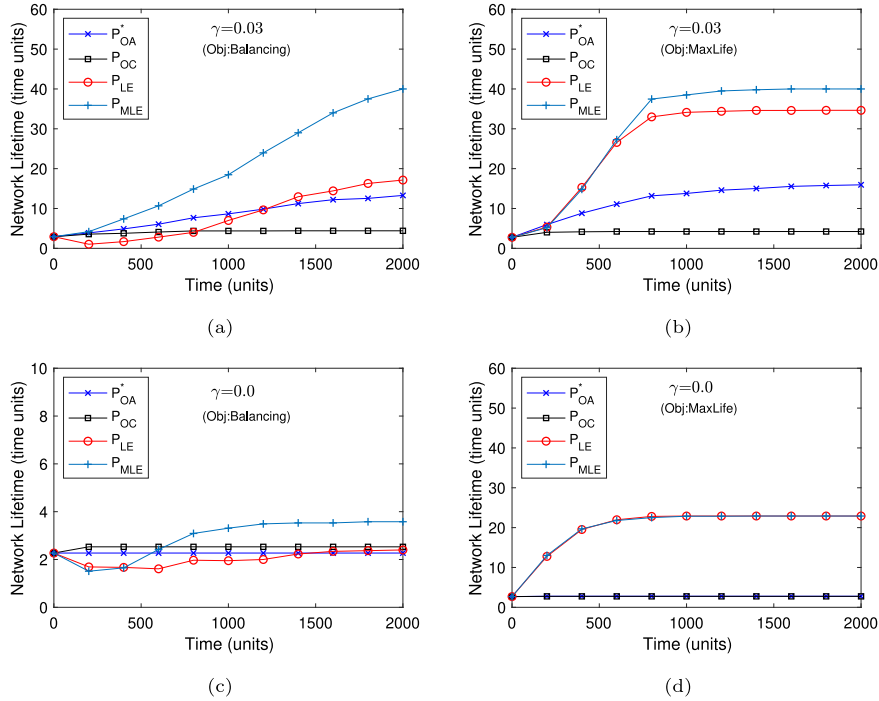 60
50
40
30
20
10
0
Network Lifetime (time units)
γ=0.03
(Obj:Balancing)
P*OA
POC
PLE
PMLE
0 500 1000 1500 2000
Time (units)
(a)
60
50
40
30
20
10
0
Network Lifetime (time units)
γ=0.03
(Obj:MaxLife)
P*OA
POC
PLE
PMLE
0 500 1000 1500 2000
Time (units)
(b)
10
8
6
4
2
0
Network Lifetime (time units)
γ=0.0
(Obj:Balancing)
P*OA
POC
PLE
PMLE
0 500 1000 1500 2000
Time (units)
(c)
60
50
40
30
20
10
0
Network Lifetime (time units)
γ=0.0
(Obj:MaxLife)
P*OA
POC
PLE
PMLE
0 500 1000 1500 2000
Time (units)
(d)